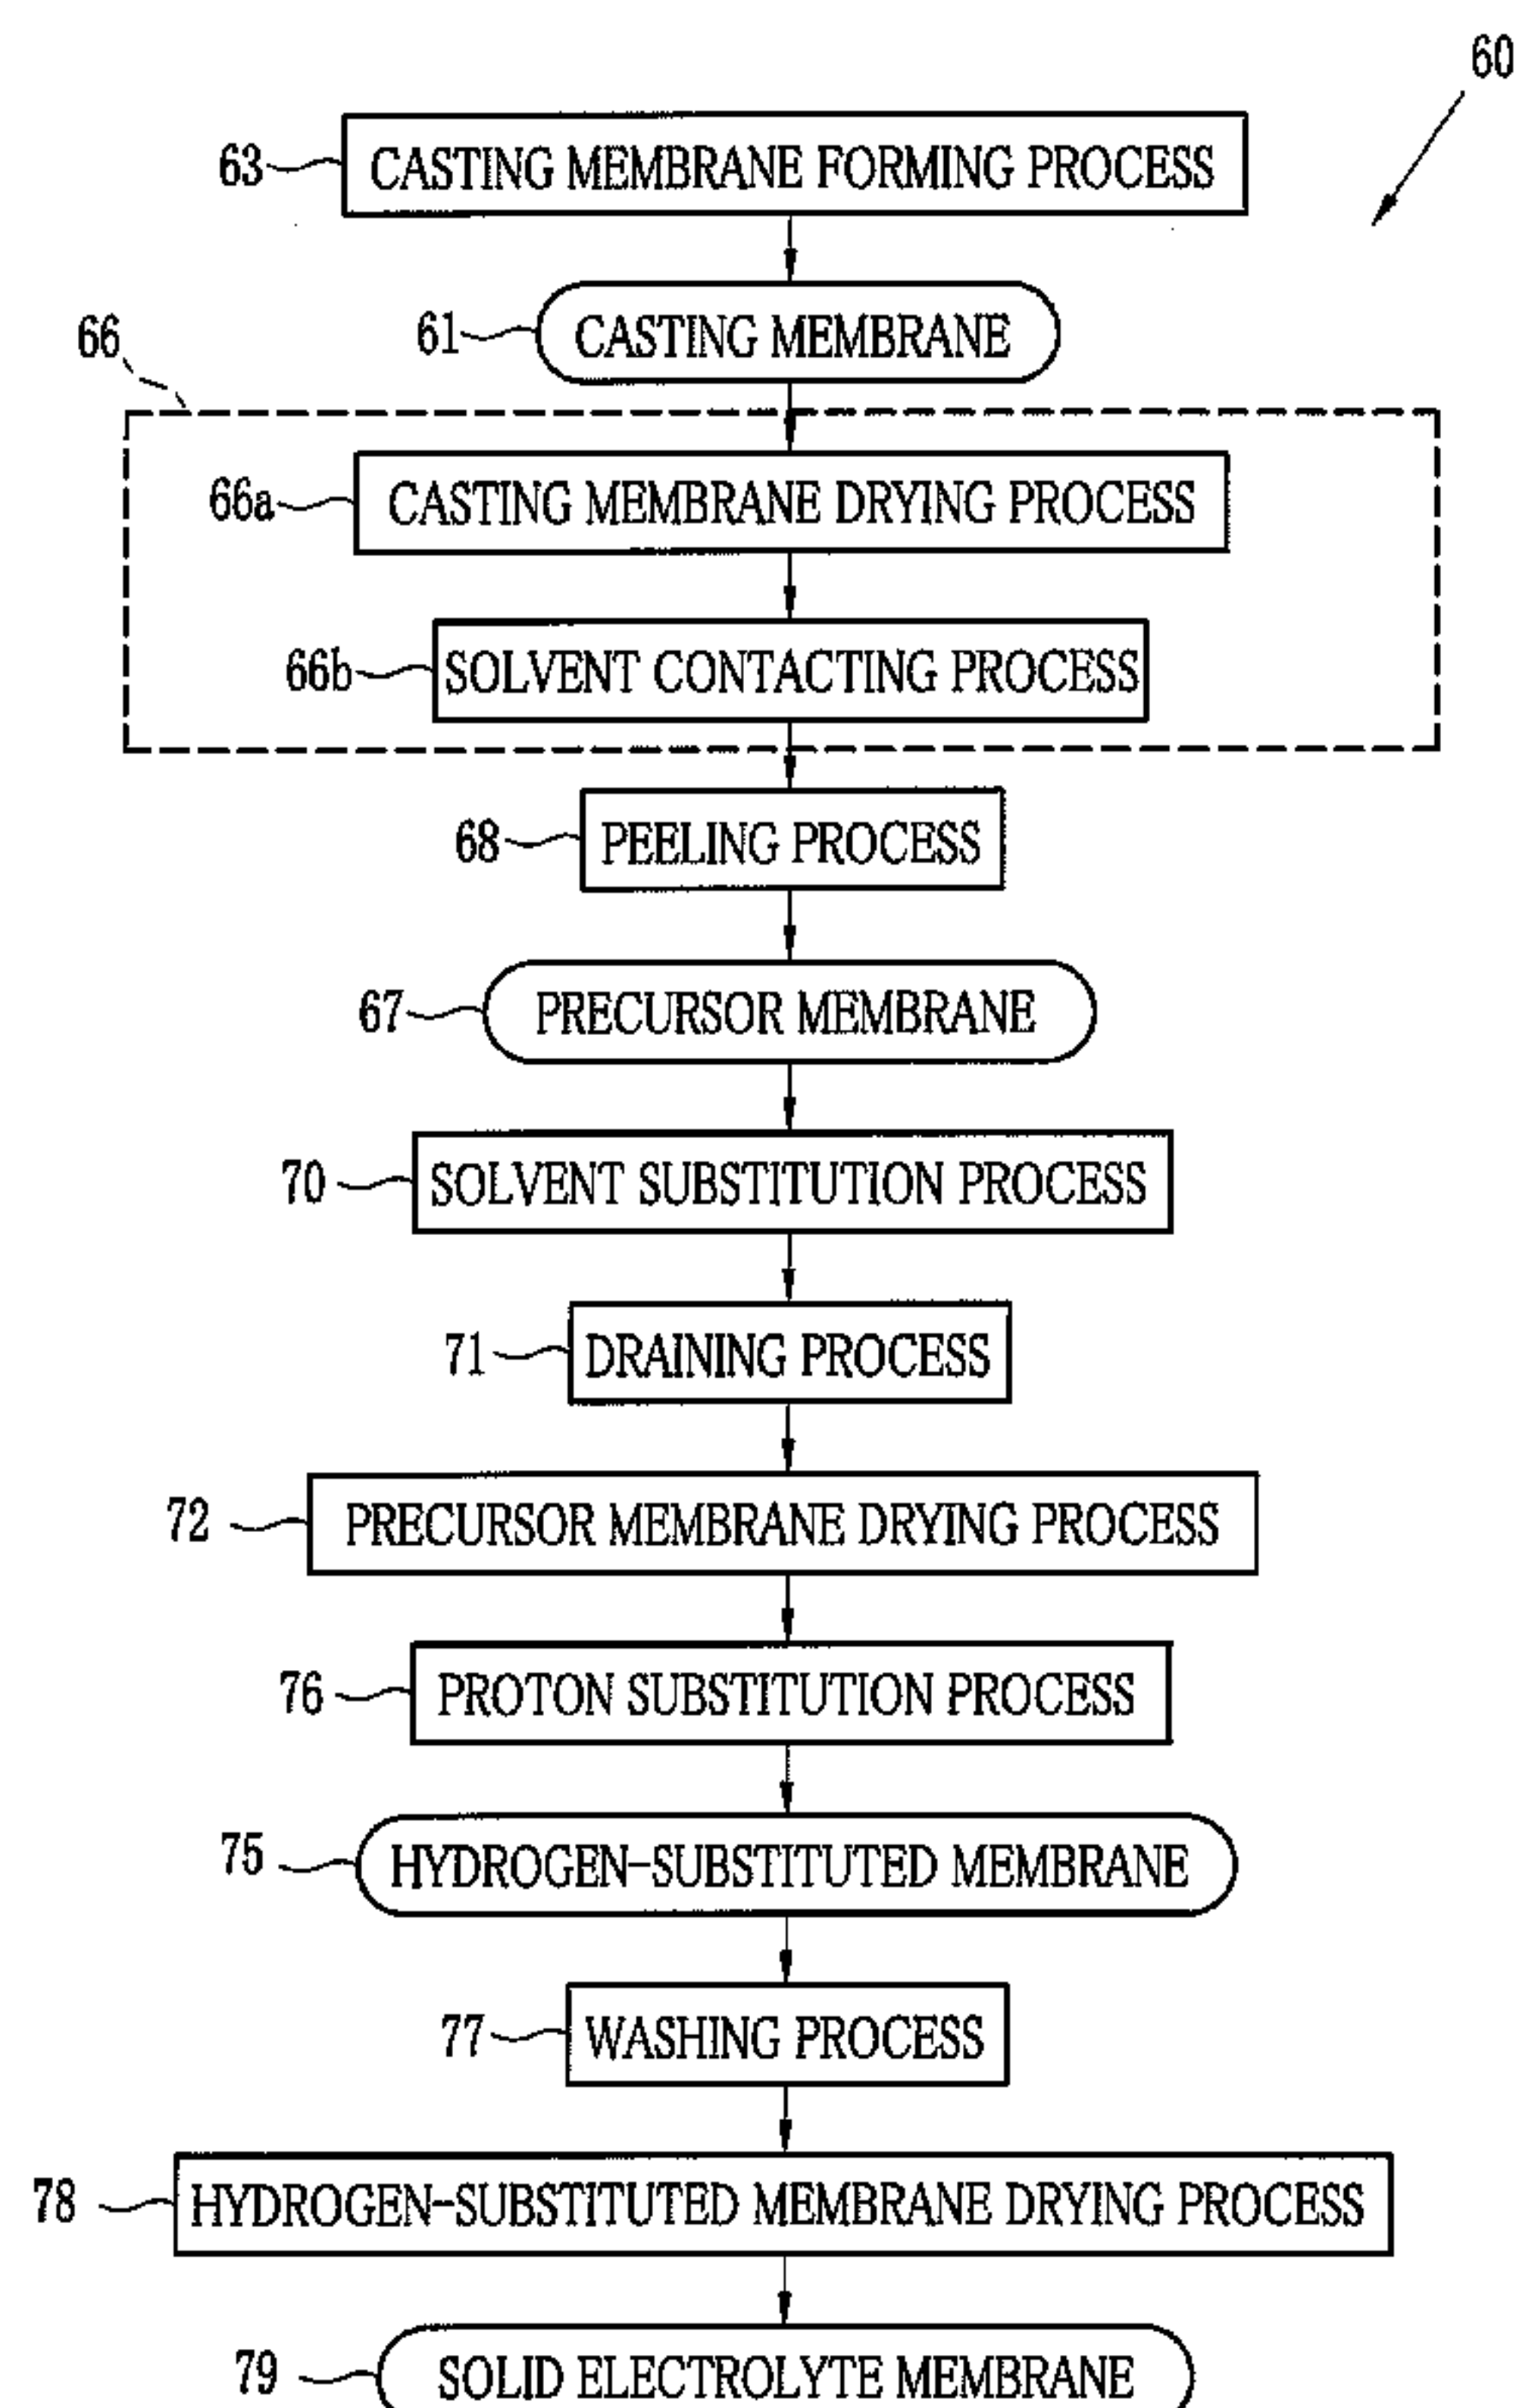 60
63 CASTING MEMBRANE FORMING PROCESS
61 CASTING MEMBRANE
66
66a CASTING MEMBRANE DRYING PROCESS
66b SOLVENT CONTACTING PROCESS
68 PEELING PROCESS
67 PRECURSOR MEMBRANE
70 SOLVENT SUBSTITUTION PROCESS
71 DRAINING PROCESS
72 PRECURSOR MEMBRANE DRYING PROCESS
76 PROTON SUBSTITUTION PROCESS
75 HYDROGEN-SUBSTITUTED MEMBRANE
77 WASHING PROCESS
78 HYDROGEN-SUBSTITUTED MEMBRANE DRYING PROCESS
79 SOLID ELECTROLYTE MEMBRANE